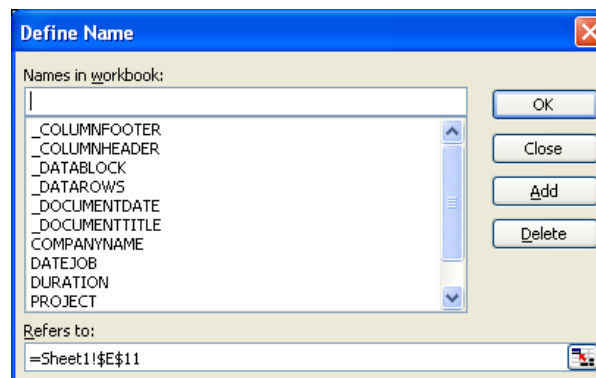 Define Name
Names in workbook:
OK
_COLUMNFOOTER
_COLUMNHEADER
Close
_DATABLOCK
_DATAROWS
Add
_DOCUMENTDATE
_DOCUMENTTITLE
Delete
COMPANYNAME
DATEJOB
DURATION
PROJECT
Refers to:
=Sheet1!$E$11